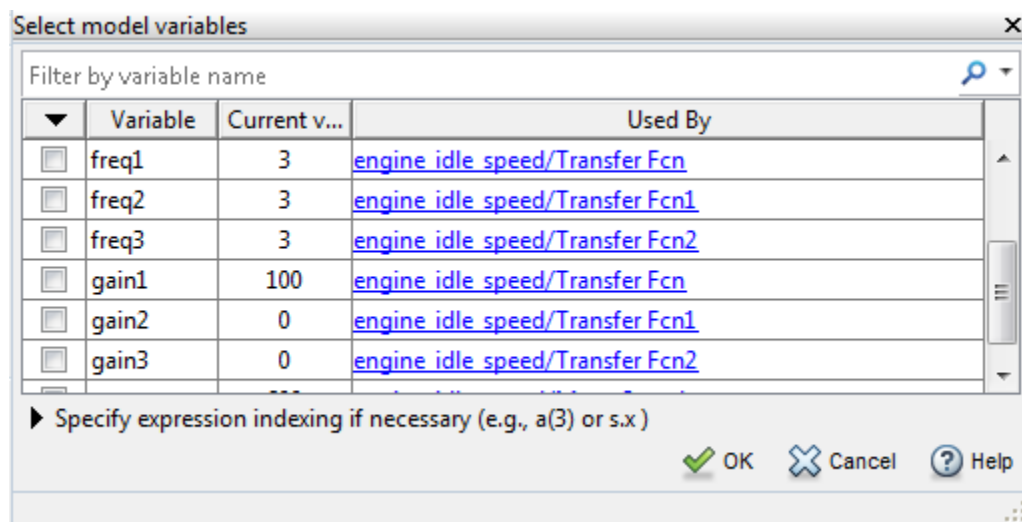 Select model variables
Filter by variable name
Variable Current v... Used By
freq1 3 engine_idle_speed/Transfer Fcn
freq2 3 engine_idle_speed/Transfer Fcn1
freq3 3 engine_idle_speed/Transfer Fcn2
gain1 100 engine_idle_speed/Transfer Fcn
gain2 0 engine_idle_speed/Transfer Fcn1
gain3 0 engine_idle_speed/Transfer Fcn2
Specify expression indexing if necessary (e.g., a(3) or s.x )
OK Cancel Help